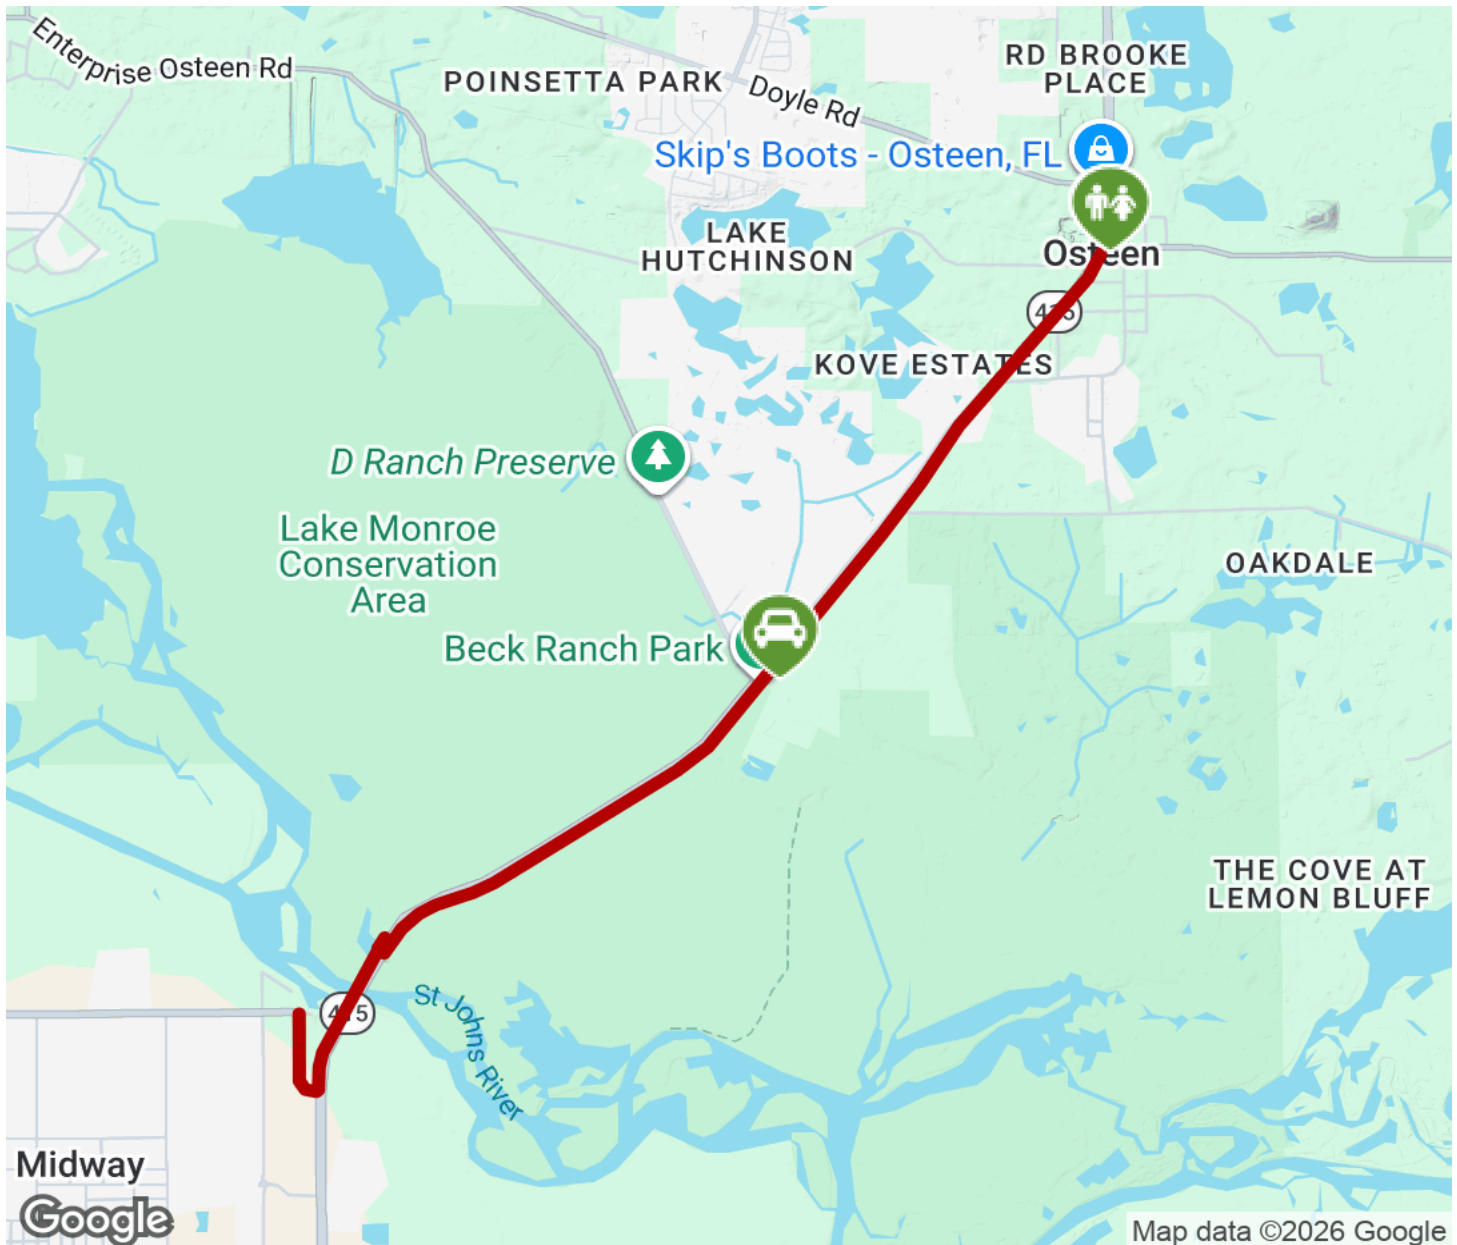 Enterprise Osteen Rd
POINSETTA PARK
Doyle Rd
RD BROOKE
PLACE
Skip's Boots - Osteen, FL
LAKE
HUTCHINSON
Osteen
KOVE ESTATES
D Ranch Preserve
Lake Monroe
Conservation
Area
OAKDALE
Beck Ranch Park
THE COVE AT
LEMON BLUFF
St Johns River
Midway
Google
Map data ©2026 Google